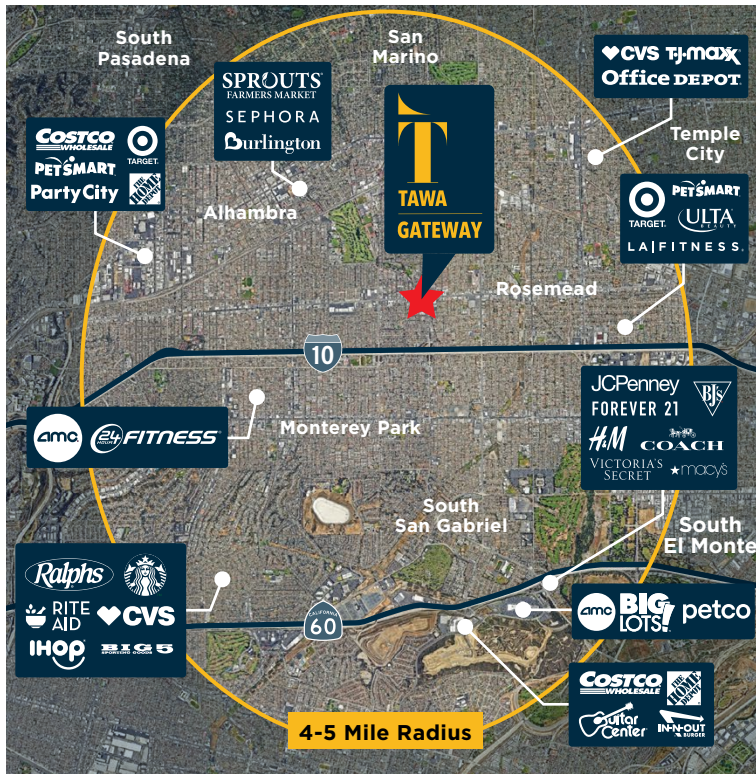 South
Pasadena
San
Marino
CVS T.J.maxx
Office DEPOT
SPROUTS
FARMERS MARKET
SEPHORA
Burlington
T
TAWA
GATEWAY
Temple
City
COSTCO
WHOLESALE
TARGET
PETSMART
Party City
THE HOME DEPOT
Alhambra
TARGET
PETSMART
ULTA
BEAUTY
LA|FITNESS
Rosemead
10
JCPenney
BJ's
FOREVER 21
H&M COACH
VICTORIA'S
SECRET
macy's
amc 24 HOUR FITNESS
Monterey Park
South
San Gabriel
South
El Monte
Ralphs
RITE
AID
CVS
IHOP
BIG 5
SPORTING GOODS
CALIFORNIA
60
amc BIG LOTS! petco
COSTCO
WHOLESALE
THE HOME DEPOT
Guitar
Center
IN-N-OUT
BURGER
4-5 Mile Radius